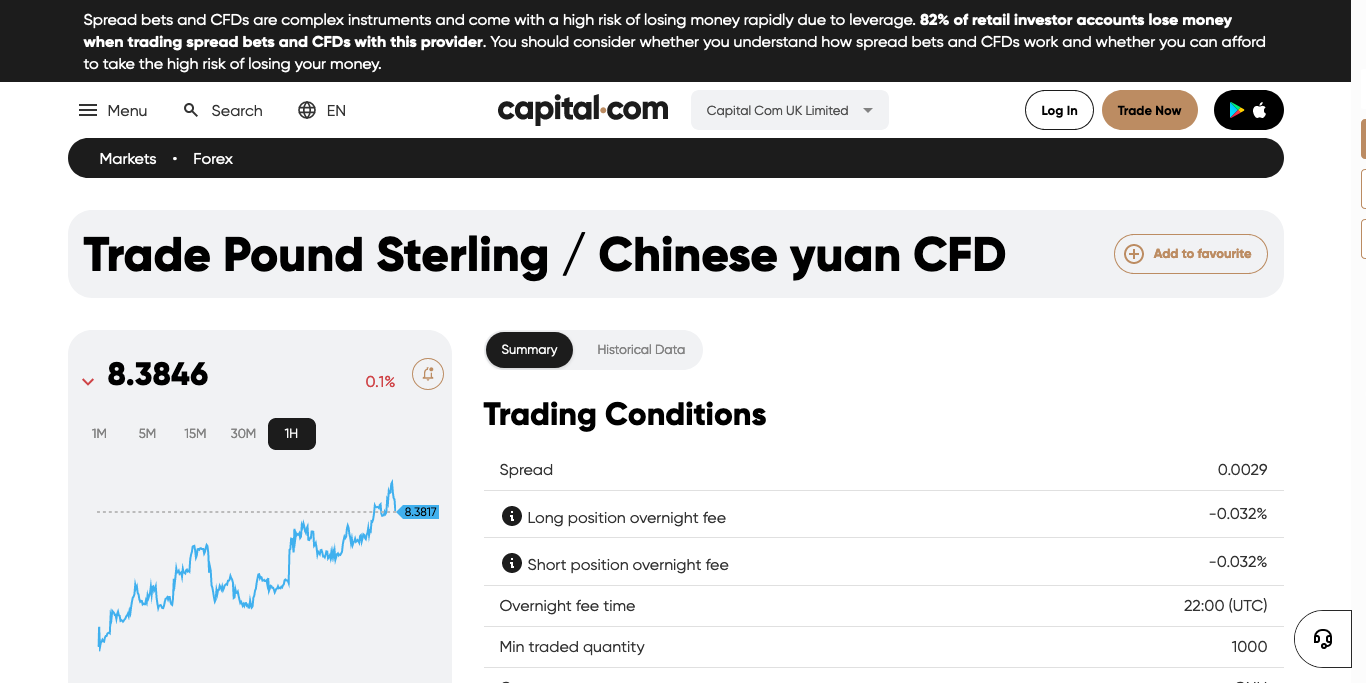 Spread bets and CFDs are complex instruments and come with a high risk of losing money rapidly due to leverage. 82% of retail investor accounts lose money
when trading spread bets and CFDs with this provider. You should consider whether you understand how spread bets and CFDs work and whether you can afford
to take the high risk of losing your money.
Menu
Search
EN
capital.com
Capital Com UK Limited
Log In
Trade Now
Markets • Forex
Trade Pound Sterling / Chinese yuan CFD
Add to favourite
8.3846
0.1%
1M 5M 15M 30M 1H
8.3817
Summary
Historical Data
Trading Conditions
Spread 0.0029
Long position overnight fee -0.032%
Short position overnight fee -0.032%
Overnight fee time 22:00 (UTC)
Min traded quantity 1000